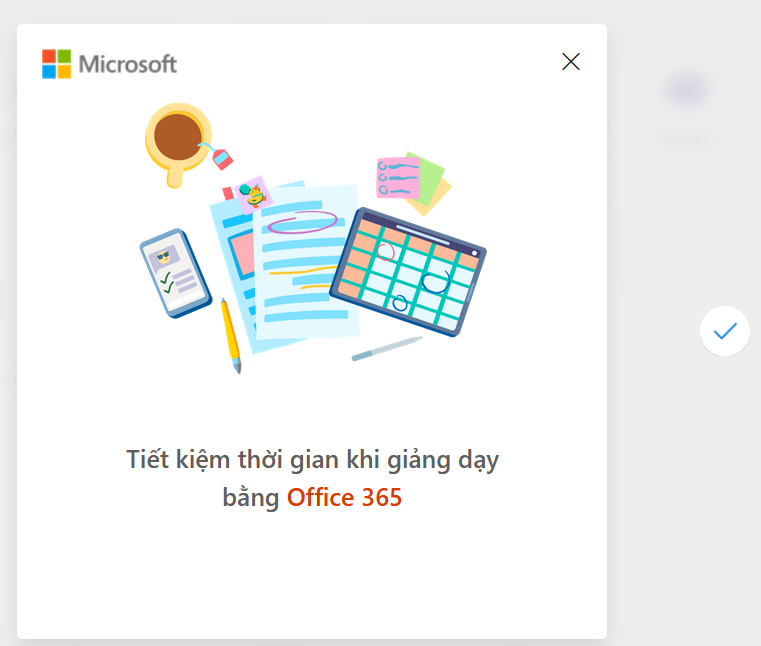 Microsoft
Tiết kiệm thời gian khi giảng dạy
bằng Office 365